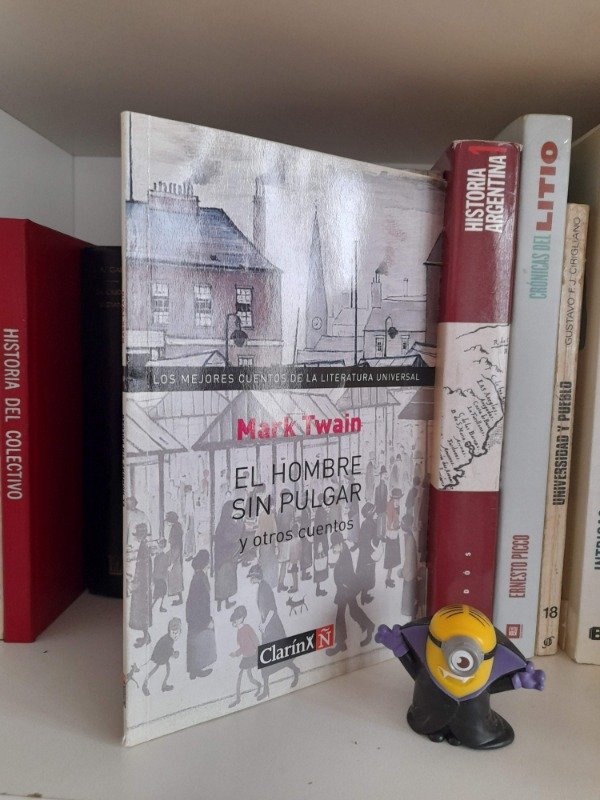 HISTORIA DEL COLECTIVO
LOS MEJORES CUENTOS DE LA LITERATURA UNIVERSAL
Mark Twain
EL HOMBRE
SIN PULGAR
y otros cuentos
Clarín Ñ
HISTORIA
ARGENTINA 1
CRÓNICAS DEL
LITIO
ERNESTO PICCO
GUSTAVO F. J. CIRIGLIANO
UNIVERSIDAD Y PUEBLO
18